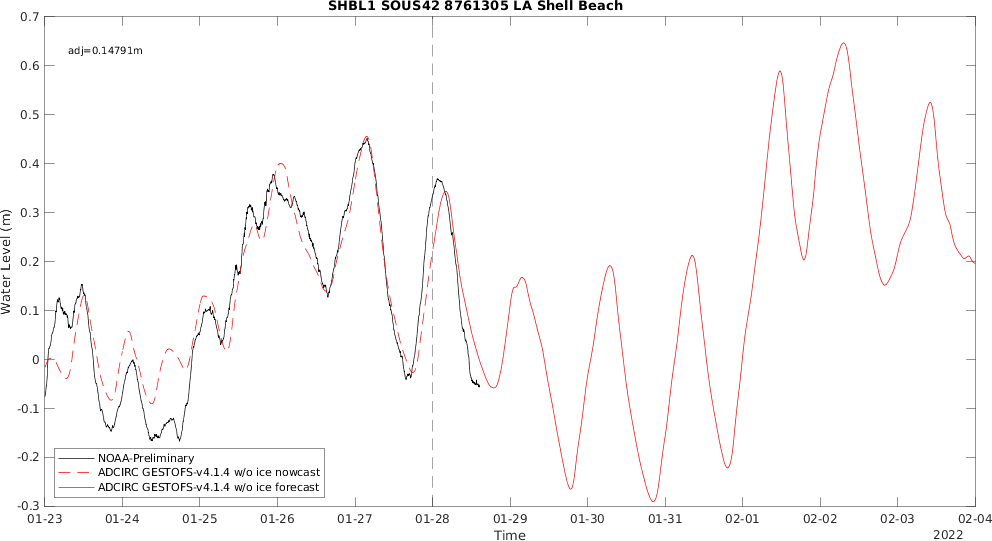 SHBL1 SOUS42 8761305 LA Shell Beach
adj=0.14791m
0.7
0.6
0.5
0.4
0.3
0.2
0.1
0
-0.1
-0.2
-0.3
Water Level (m)
NOAA-Preliminary
ADCIRC GESTOFS-v4.1.4 w/o ice nowcast
ADCIRC GESTOFS-v4.1.4 w/o ice forecast
01-23 01-24 01-25 01-26 01-27 01-28 01-29 01-30 01-31 02-01 02-02 02-03 02-04
Time
2022